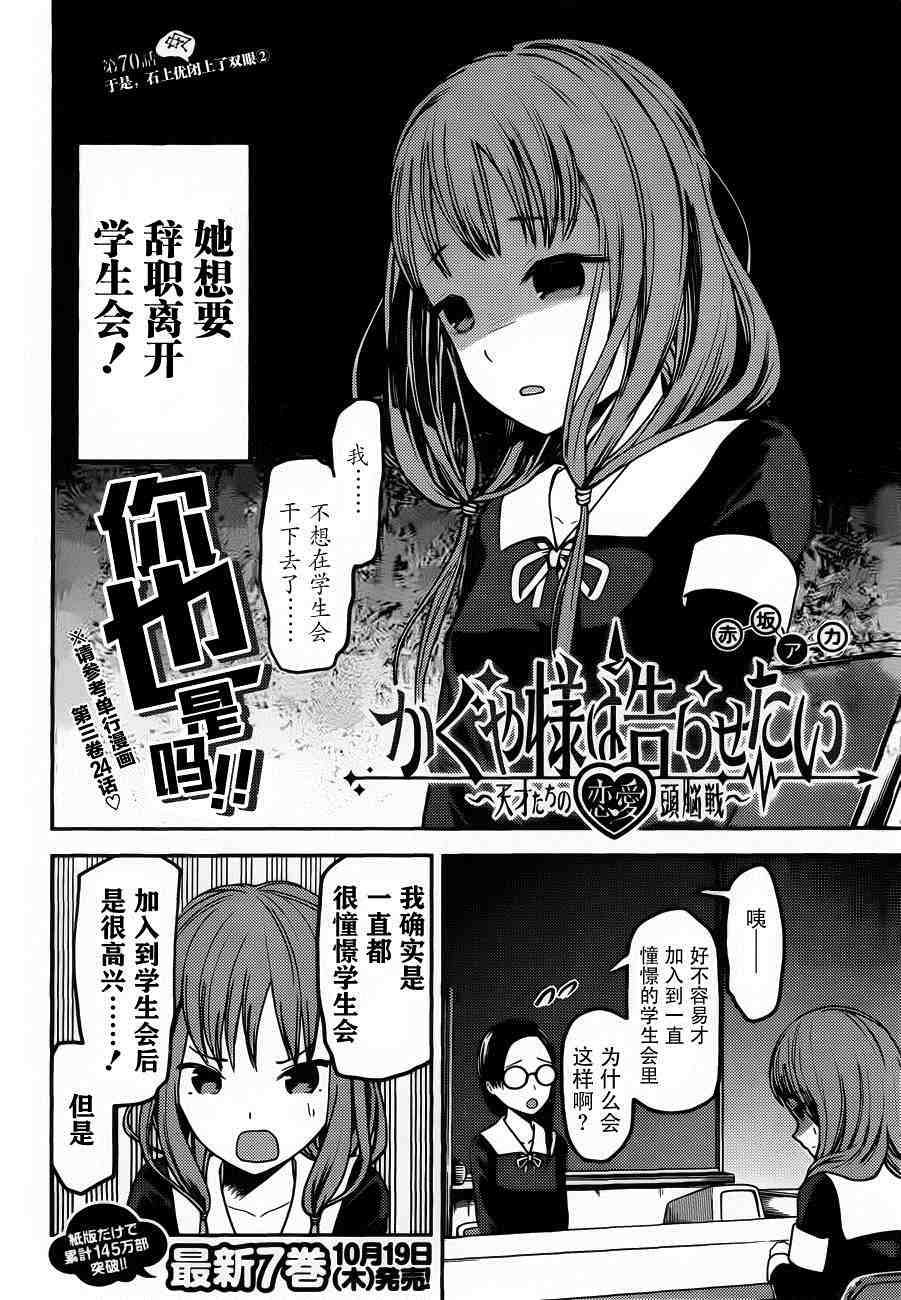 第70話
于是，石上优闭上了双眼②
她想要
辞职离开
学生会！
我……
不想在学生会
干下去了……
你也
是
吗!!
※请参考单行漫画
第三卷24话♡
赤坂アカ
かぐや様は告らせたい
～天才たちの恋愛頭脳戦～
咦——
好不容易才
加入到一直
憧憬的学生会里
为什么会
这样啊？
我确实是
一直都
很憧憬学生会
加入到学生会后
是很高兴……！
但是
紙版だけで
累計145万部
突破!!
最新7巻
10月19日
(木)発売!